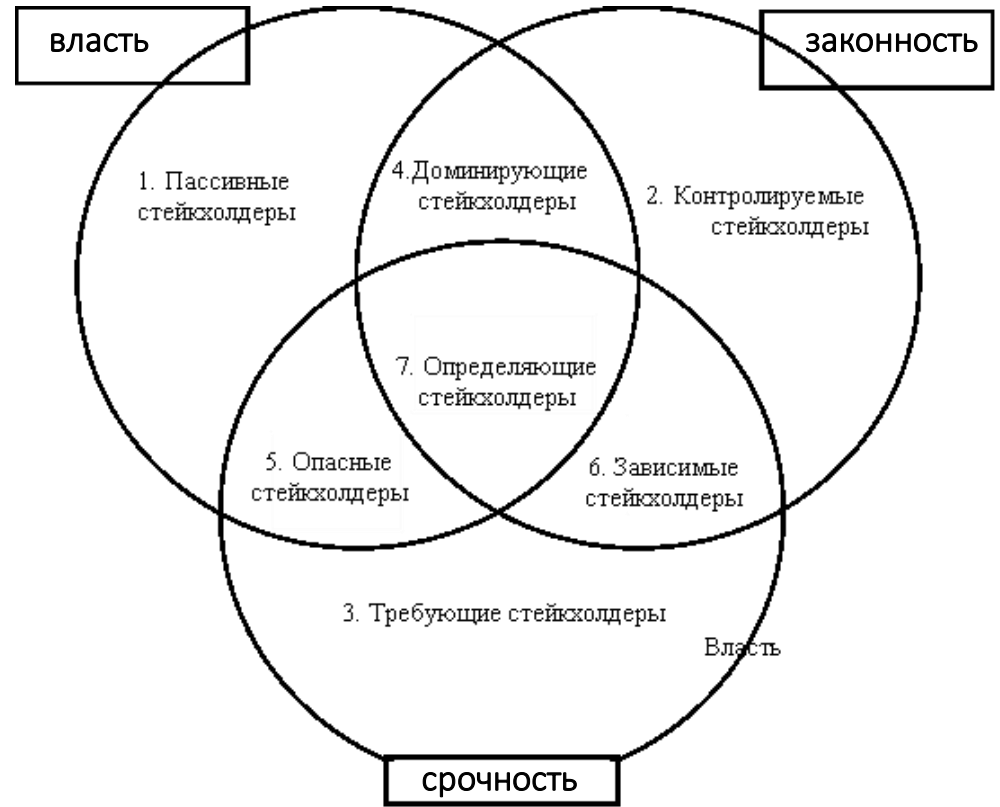 власть
законность
1. Пассивные
стейкхолдеры
4.Доминирующие
стейкхолдеры
2. Контролируемые
стейкхолдеры
7. Определяющие
стейкхолдеры
5. Опасные
стейкхолдеры
6. Зависимые
стейкхолдеры
3. Требующие стейкхолдеры
Власть
срочность